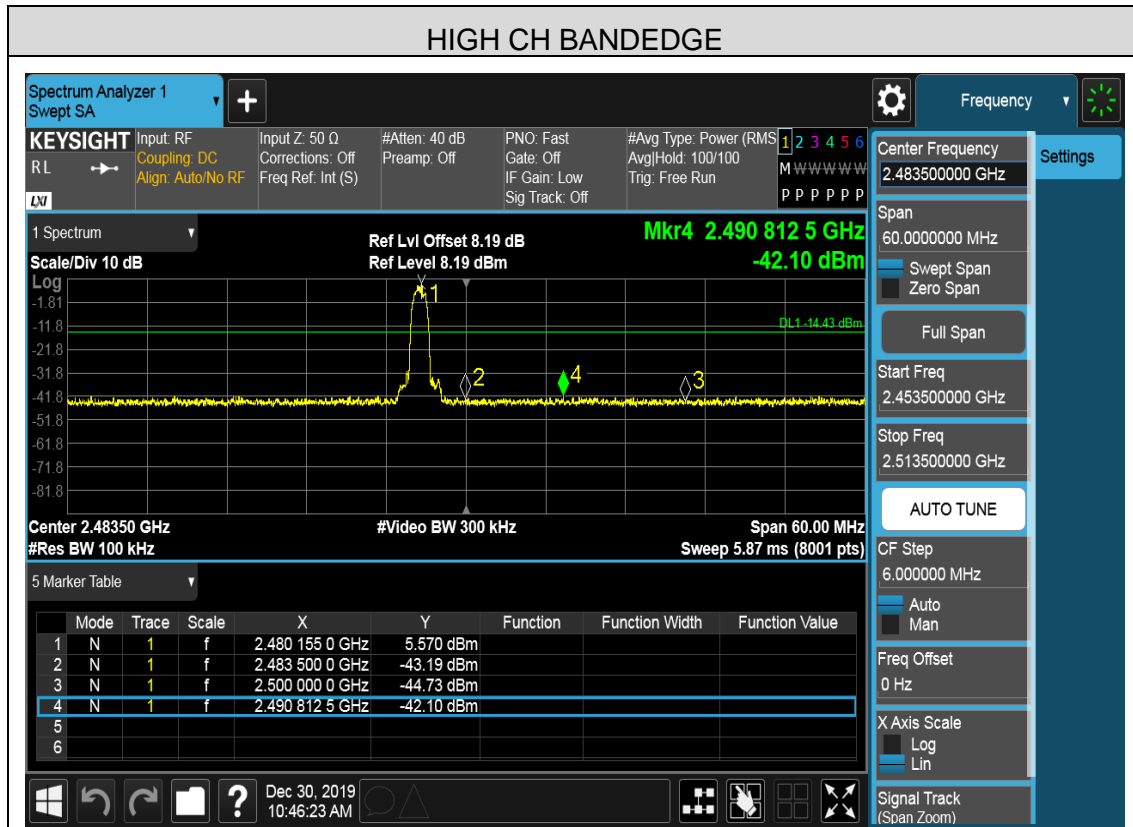 HIGH CH BANDEDGE
Spectrum Analyzer 1
Swept SA
+
Frequency
KEYSIGHT
RL
LXI
Input: RF
Coupling: DC
Align: Auto/No RF
Input Z: 50 Ω
Corrections: Off
Freq Ref: Int (S)
#Atten: 40 dB
Preamp: Off
PNO: Fast
Gate: Off
IF Gain: Low
Sig Track: Off
#Avg Type: Power (RMS
Avg|Hold: 100/100
Trig: Free Run
1 2 3 4 5 6
M W W W W W
P P P P P P
1 Spectrum
Scale/Div 10 dB
Ref Lvl Offset 8.19 dB
Ref Level 8.19 dBm
Mkr4 2.490 812 5 GHz
-42.10 dBm
Log
-1.81
-11.8
-21.8
-31.8
-41.8
-51.8
-61.8
-71.8
-81.8
1
2
4
3
DL1 -14.43 dBm
Center 2.48350 GHz
#Res BW 100 kHz
#Video BW 300 kHz
Span 60.00 MHz
Sweep 5.87 ms (8001 pts)
5 Marker Table
Mode Trace Scale X Y Function Function Width Function Value
1 N 1 f 2.480 155 0 GHz 5.570 dBm
2 N 1 f 2.483 500 0 GHz -43.19 dBm
3 N 1 f 2.500 000 0 GHz -44.73 dBm
4 N 1 f 2.490 812 5 GHz -42.10 dBm
5
6
?
Dec 30, 2019
10:46:23 AM
Center Frequency
2.483500000 GHz
Settings
Span
60.0000000 MHz
Swept Span
Zero Span
Full Span
Start Freq
2.453500000 GHz
Stop Freq
2.513500000 GHz
AUTO TUNE
CF Step
6.000000 MHz
Auto
Man
Freq Offset
0 Hz
X Axis Scale
Log
Lin
Signal Track
(Span Zoom)